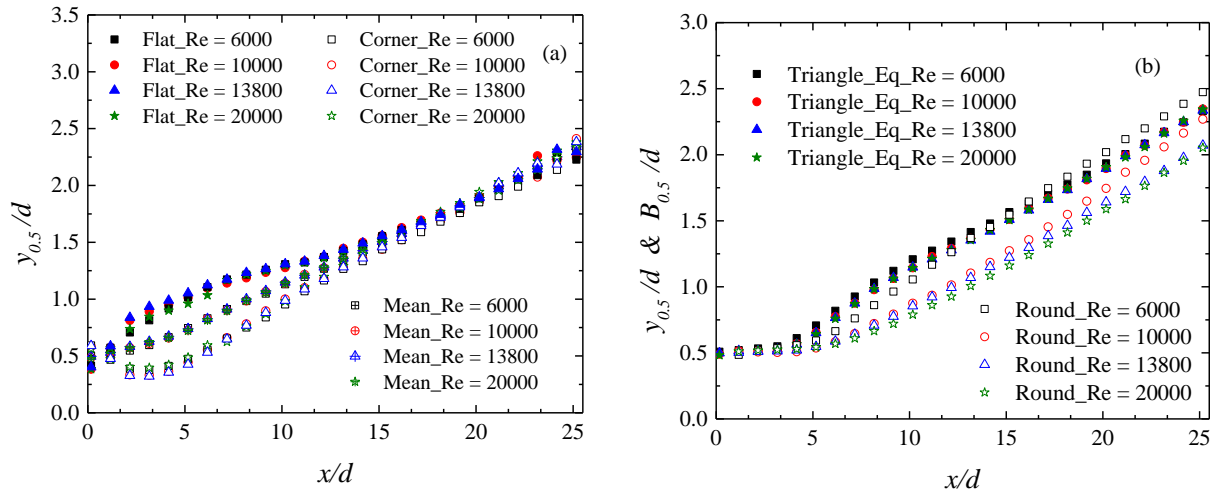 3.5
3.0
2.5
2.0
1.5
1.0
0.5
0.0
y0.5/d
Flat_Re = 6000
Flat_Re = 10000
Flat_Re = 13800
Flat_Re = 20000
Corner_Re = 6000
Corner_Re = 10000
Corner_Re = 13800
Corner_Re = 20000
(a)
Mean_Re = 6000
Mean_Re = 10000
Mean_Re = 13800
Mean_Re = 20000
0 5 10 15 20 25
x/d
3.0
2.5
2.0
1.5
1.0
0.5
0.0
y0.5/d & B0.5/d
Triangle_Eq_Re = 6000
Triangle_Eq_Re = 10000
Triangle_Eq_Re = 13800
Triangle_Eq_Re = 20000
(b)
Round_Re = 6000
Round_Re = 10000
Round_Re = 13800
Round_Re = 20000
0 5 10 15 20 25
x/d